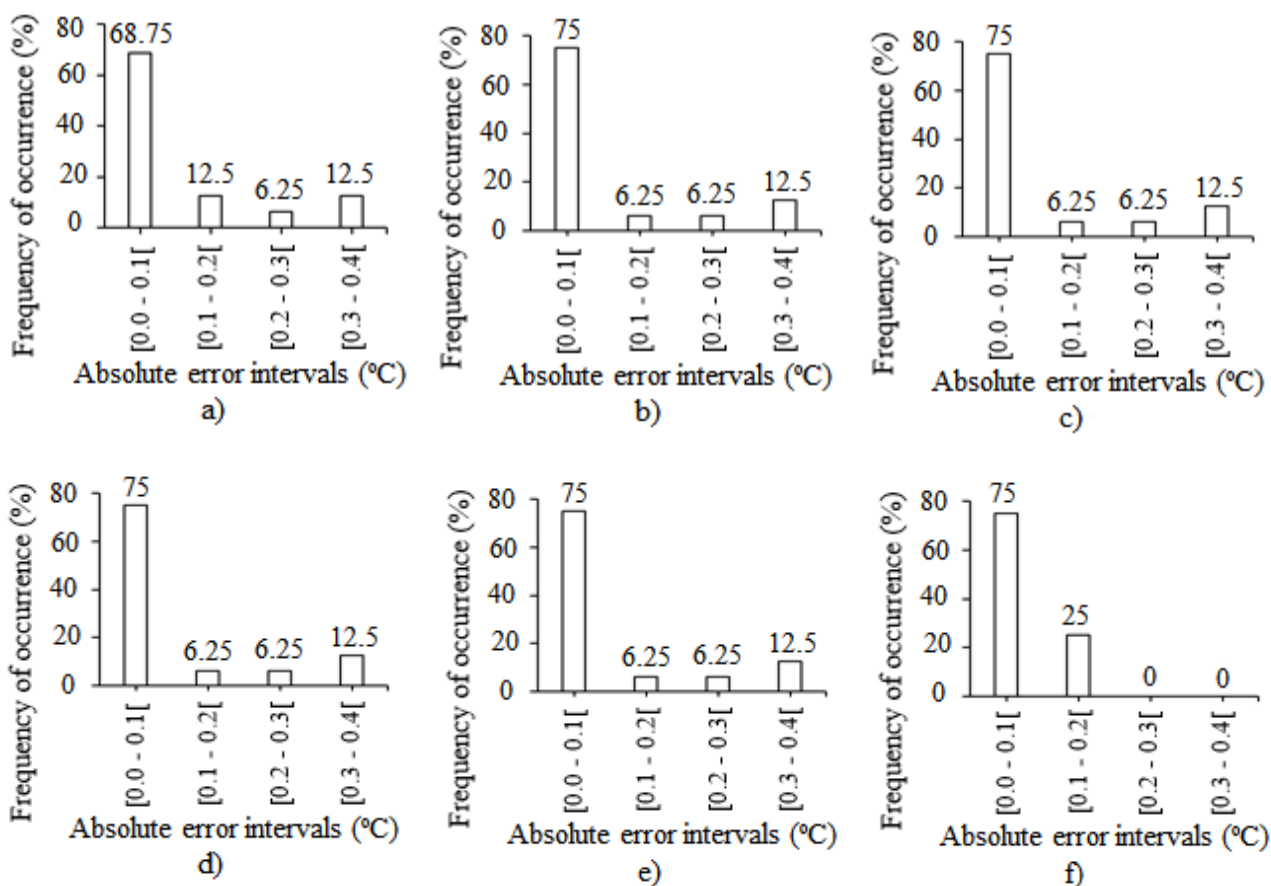 Frequency of occurrence (%)
80
60
40
20
0
68.75
12.5
6.25
12.5
[0.0 - 0.1[
[0.1 - 0.2[
[0.2 - 0.3[
[0.3 - 0.4[
Absolute error intervals (ºC)
a)
Frequency of occurrence (%)
80
60
40
20
0
75
6.25
6.25
12.5
[0.0 - 0.1[
[0.1 - 0.2[
[0.2 - 0.3[
[0.3 - 0.4[
Absolute error intervals (ºC)
b)
Frequency of occurrence (%)
80
60
40
20
0
75
6.25
6.25
12.5
[0.0 - 0.1[
[0.1 - 0.2[
[0.2 - 0.3[
[0.3 - 0.4[
Absolute error intervals (ºC)
c)
Frequency of occurrence (%)
80
60
40
20
0
75
6.25
6.25
12.5
[0.0 - 0.1[
[0.1 - 0.2[
[0.2 - 0.3[
[0.3 - 0.4[
Absolute error intervals (ºC)
d)
Frequency of occurrence (%)
80
60
40
20
0
75
6.25
6.25
12.5
[0.0 - 0.1[
[0.1 - 0.2[
[0.2 - 0.3[
[0.3 - 0.4[
Absolute error intervals (ºC)
e)
Frequency of occurrence (%)
80
60
40
20
0
75
25
0
0
[0.0 - 0.1[
[0.1 - 0.2[
[0.2 - 0.3[
[0.3 - 0.4[
Absolute error intervals (ºC)
f)